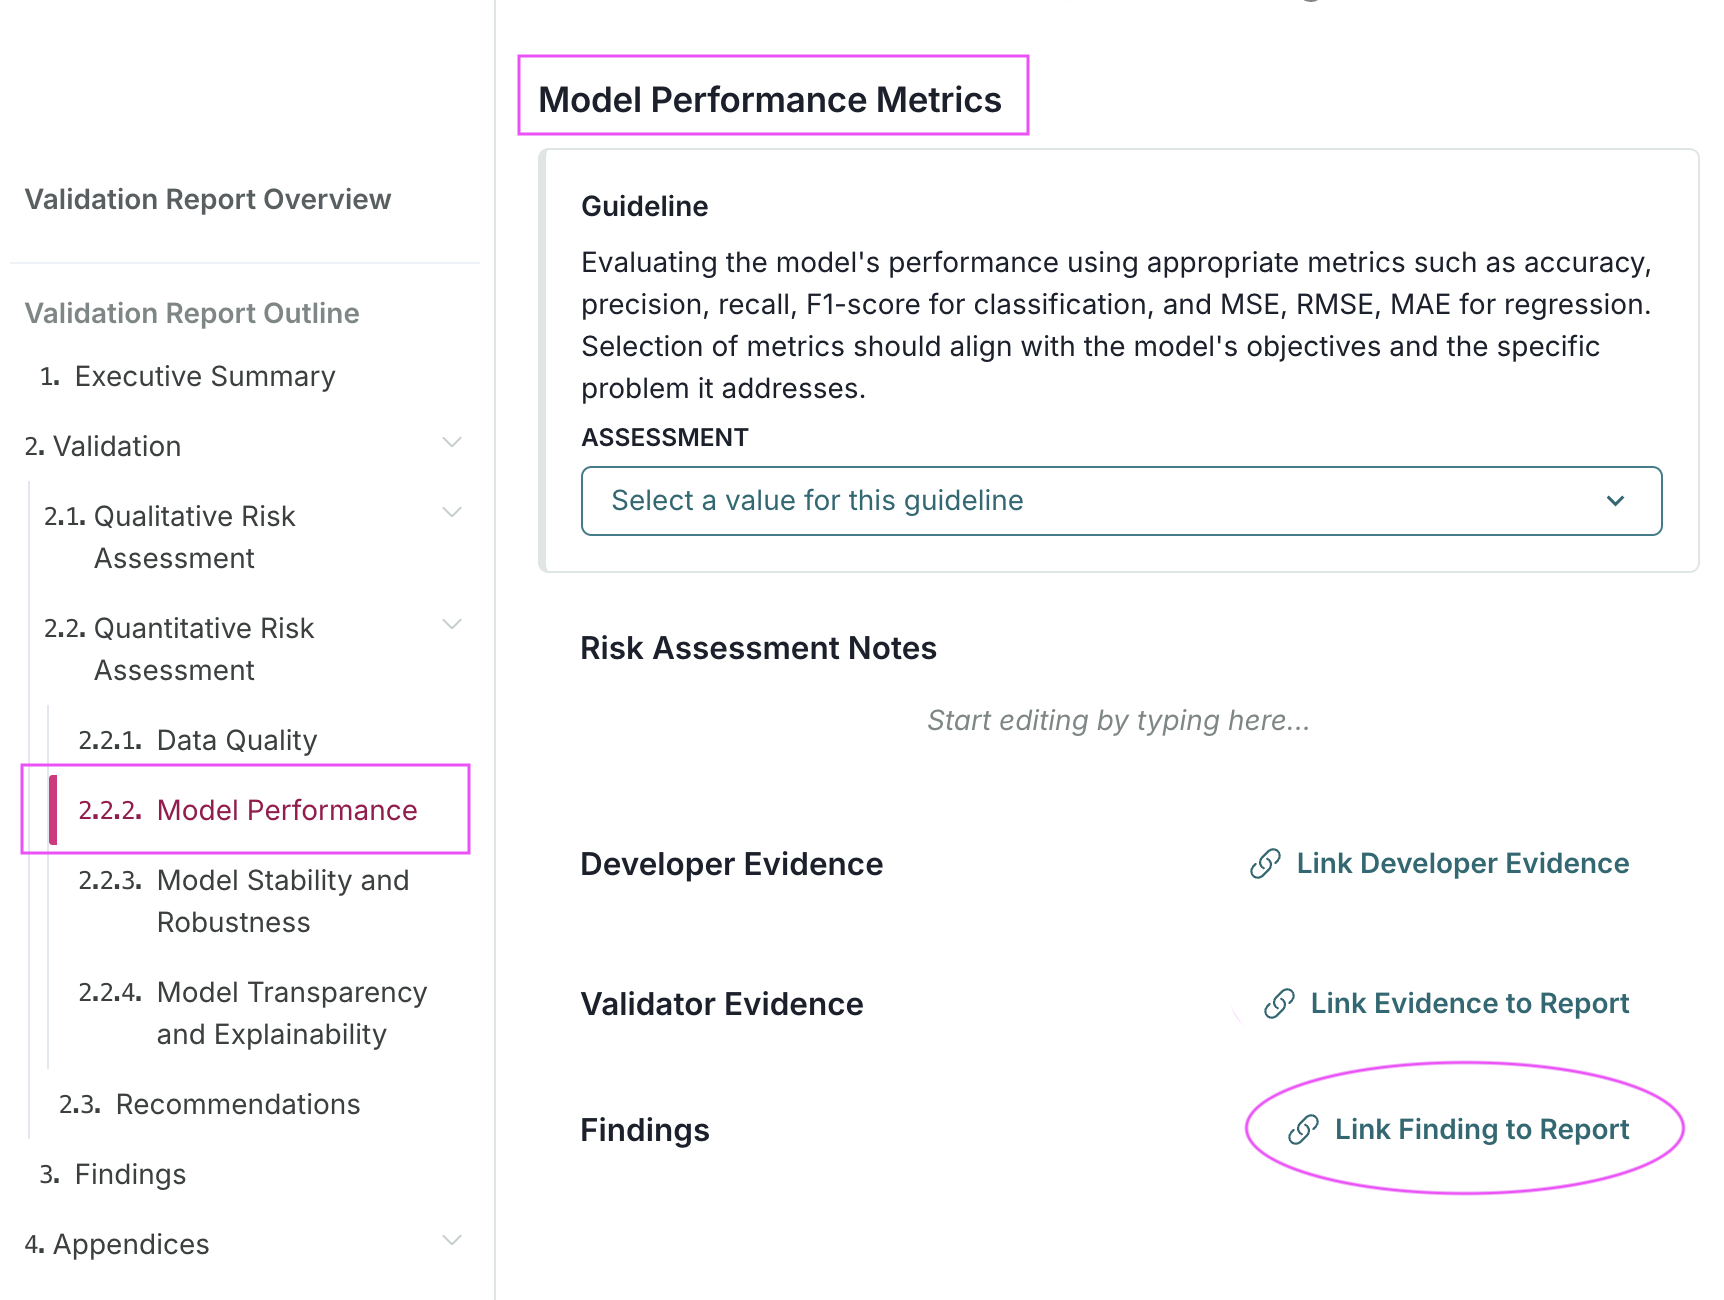 Validation Report Overview
Validation Report Outline
1. Executive Summary
2. Validation
2.1. Qualitative Risk
Assessment
2.2. Quantitative Risk
Assessment
2.2.1. Data Quality
2.2.2. Model Performance
2.2.3. Model Stability and
Robustness
2.2.4. Model Transparency
and Explainability
2.3. Recommendations
3. Findings
4. Appendices
Model Performance Metrics
Guideline
Evaluating the model's performance using appropriate metrics such as accuracy,
precision, recall, F1-score for classification, and MSE, RMSE, MAE for regression.
Selection of metrics should align with the model's objectives and the specific
problem it addresses.
ASSESSMENT
Select a value for this guideline
Risk Assessment Notes
Start editing by typing here...
Developer Evidence
Link Developer Evidence
Validator Evidence
Link Evidence to Report
Findings
Link Finding to Report